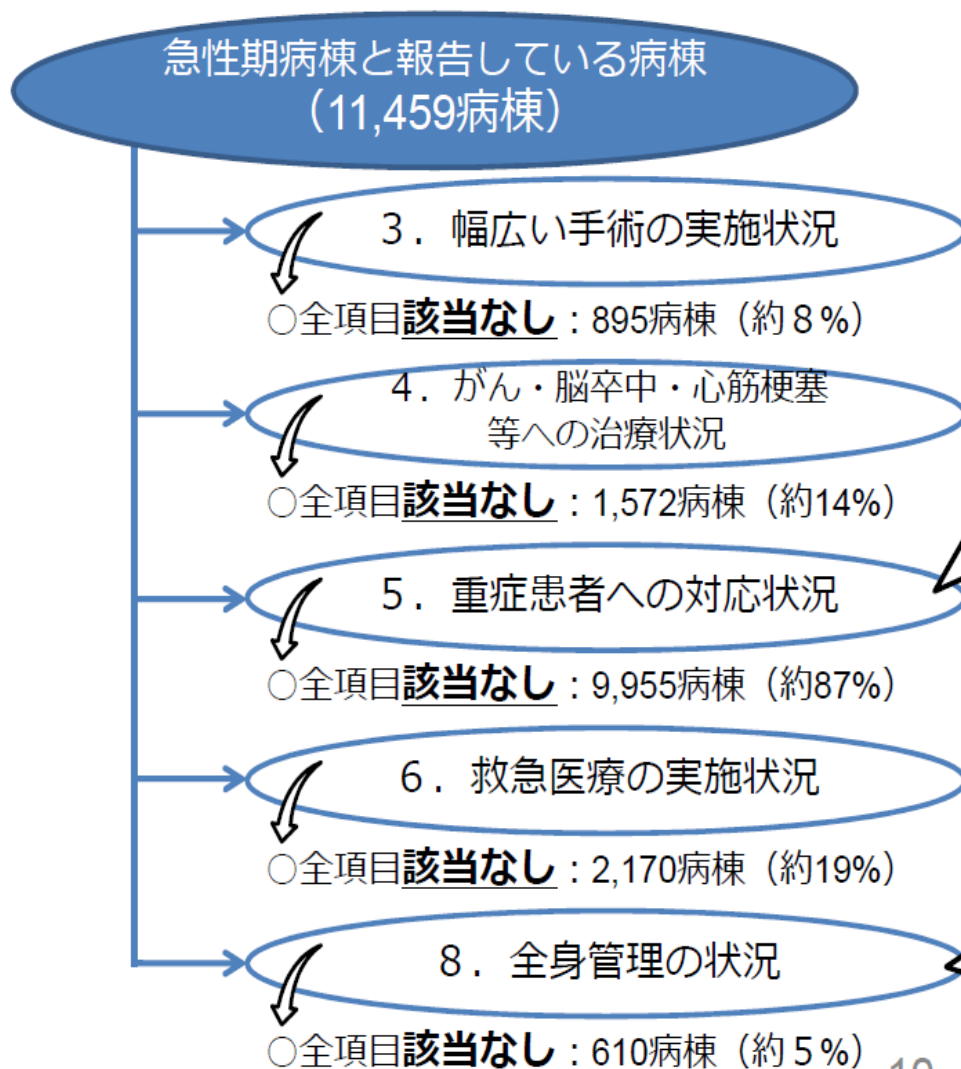 急性期病棟と報告している病棟
（11,459病棟）
３．幅広い手術の実施状況
○全項目該当なし：895病棟（約８%）
４．がん・脳卒中・心筋梗塞
等への治療状況
○全項目該当なし：1,572病棟（約14%）
５．重症患者への対応状況
○全項目該当なし：9,955病棟（約87%）
６．救急医療の実施状況
○全項目該当なし：2,170病棟（約19%）
８．全身管理の状況
○全項目該当なし：610病棟（約５%）